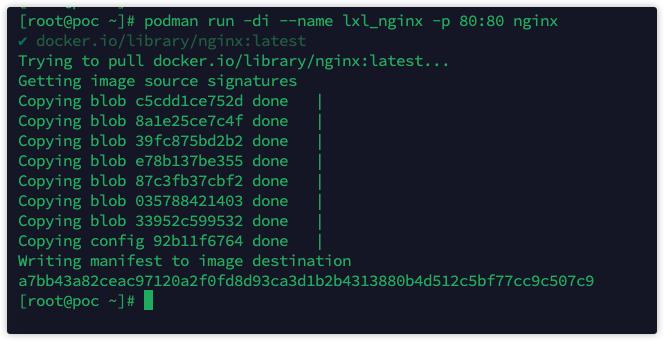 [root@poc ~]# podman run -di --name lxl_nginx -p 80:80 nginx
✔ docker.io/library/nginx:latest
Trying to pull docker.io/library/nginx:latest...
Getting image source signatures
Copying blob c5cdd1ce752d done   |
Copying blob 8a1e25ce7c4f done   |
Copying blob 39fc875bd2b2 done   |
Copying blob e78b137be355 done   |
Copying blob 87c3fb37cbf2 done   |
Copying blob 035788421403 done   |
Copying blob 33952c599532 done   |
Copying config 92b11f6764 done   |
Writing manifest to image destination
a7bb43a82ceac97120a2f0fd8d93ca3d1b2b4313880b4d512c5bf77cc9c507c9
[root@poc ~]#